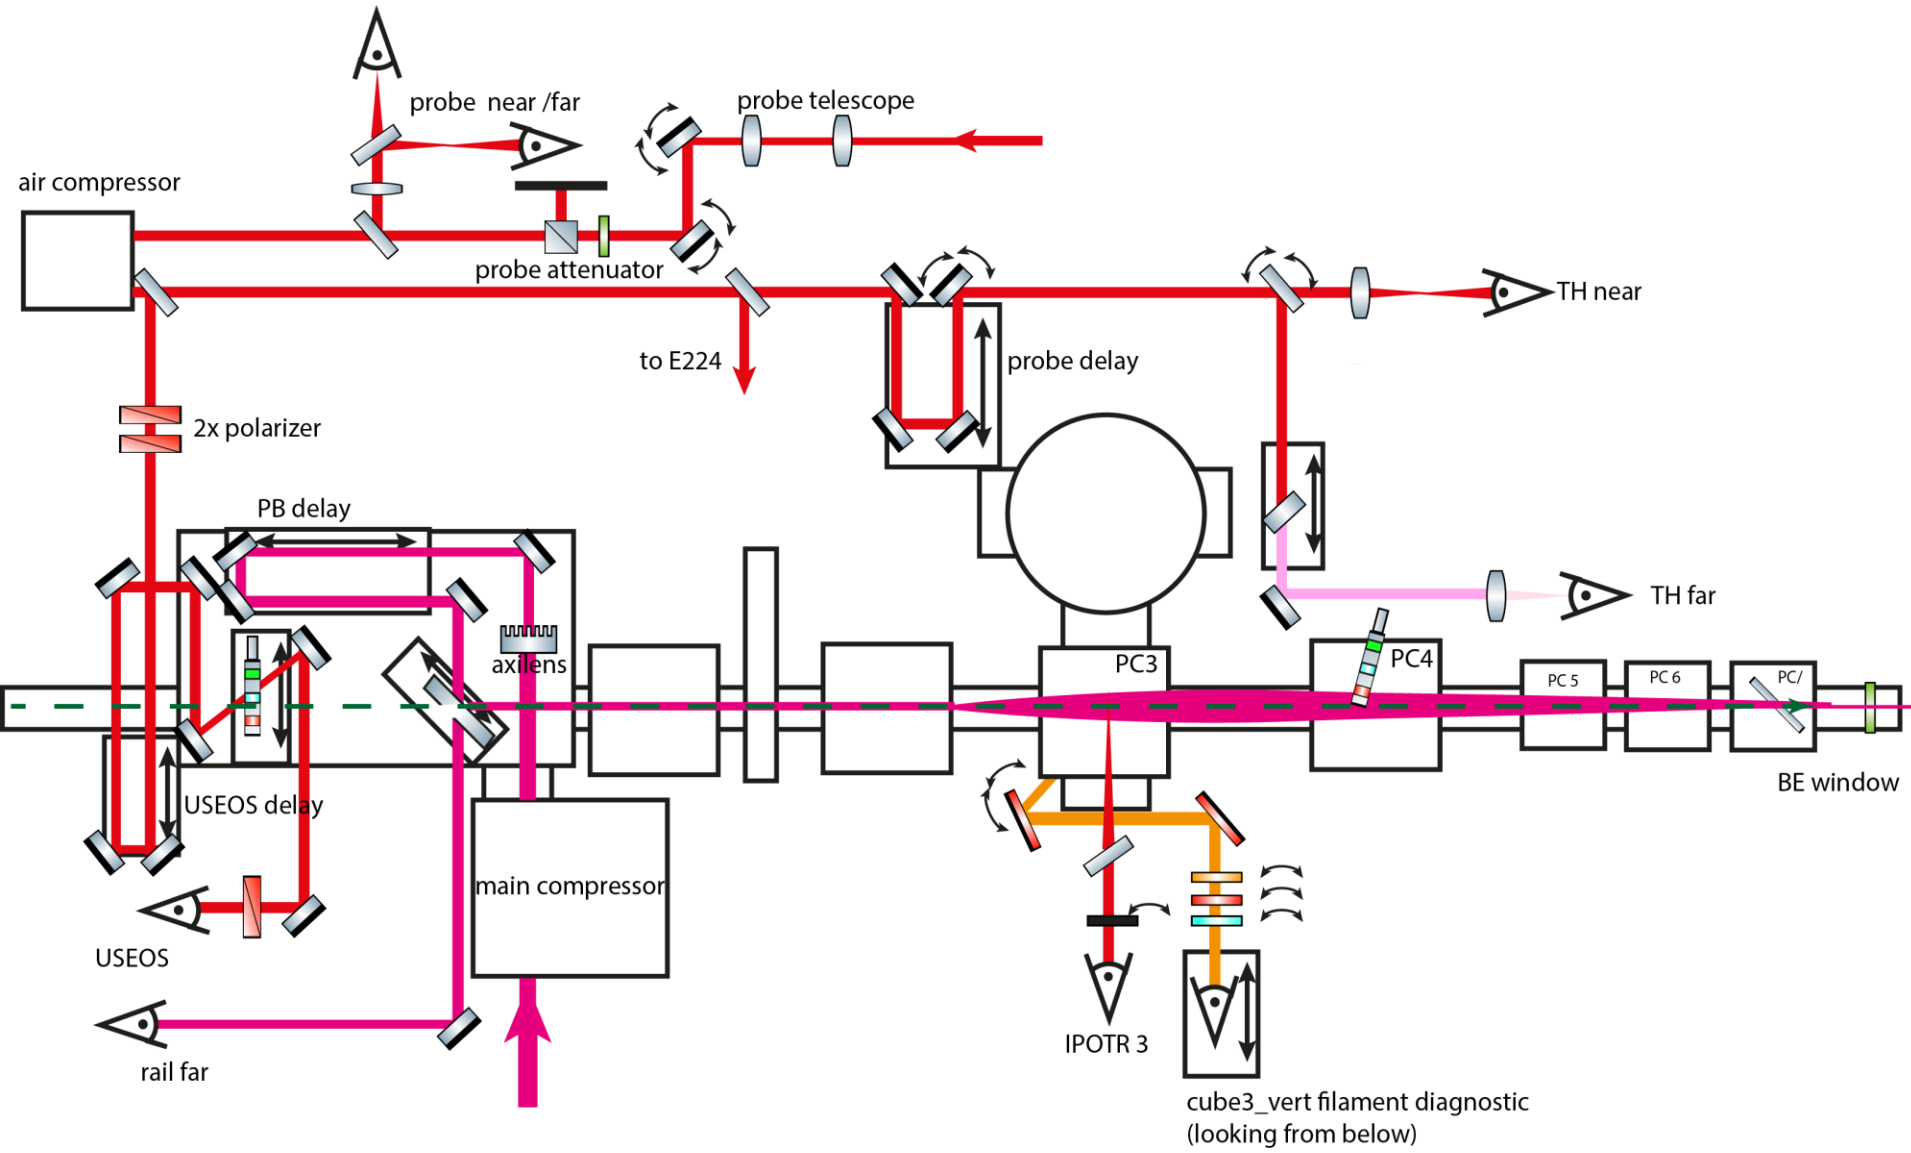 probe near /far
probe telescope
air compressor
probe attenuator
TH near
to E224
probe delay
2x polarizer
PB delay
TH far
axilens
PC3
PC4
PC 5
PC 6
PC/
BE window
USEOS delay
main compressor
USEOS
IPOTR 3
rail far
cube3_vert filament diagnostic
(looking from below)